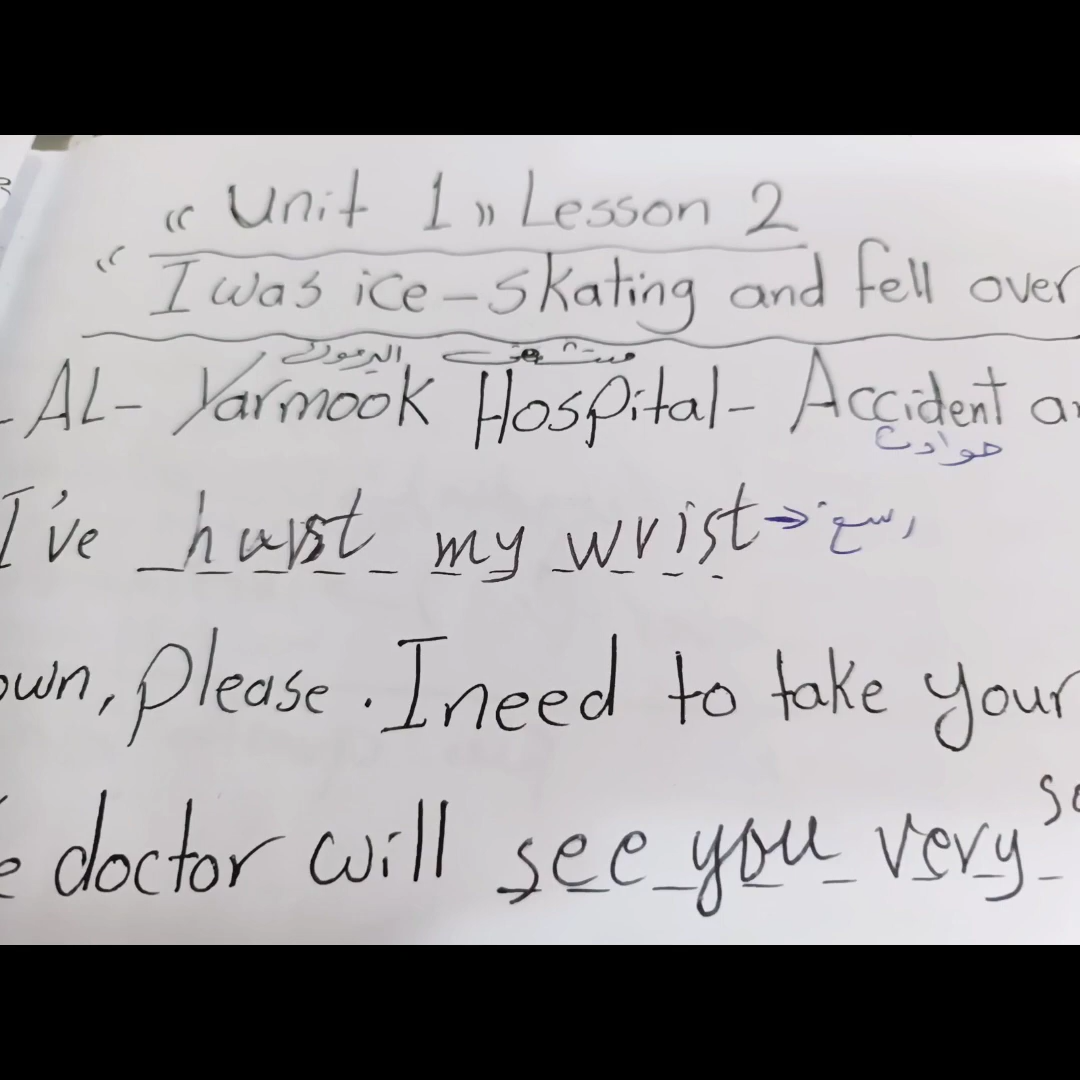 « Unit 1 » Lesson 2
“ I was ice-skating and fell over
مستشفى اليرموك
- AL- Yarmook Hospital - Accident
حوادث
I've hurst my wrist → رسغ
own, please. I need to take your
doctor will see you very